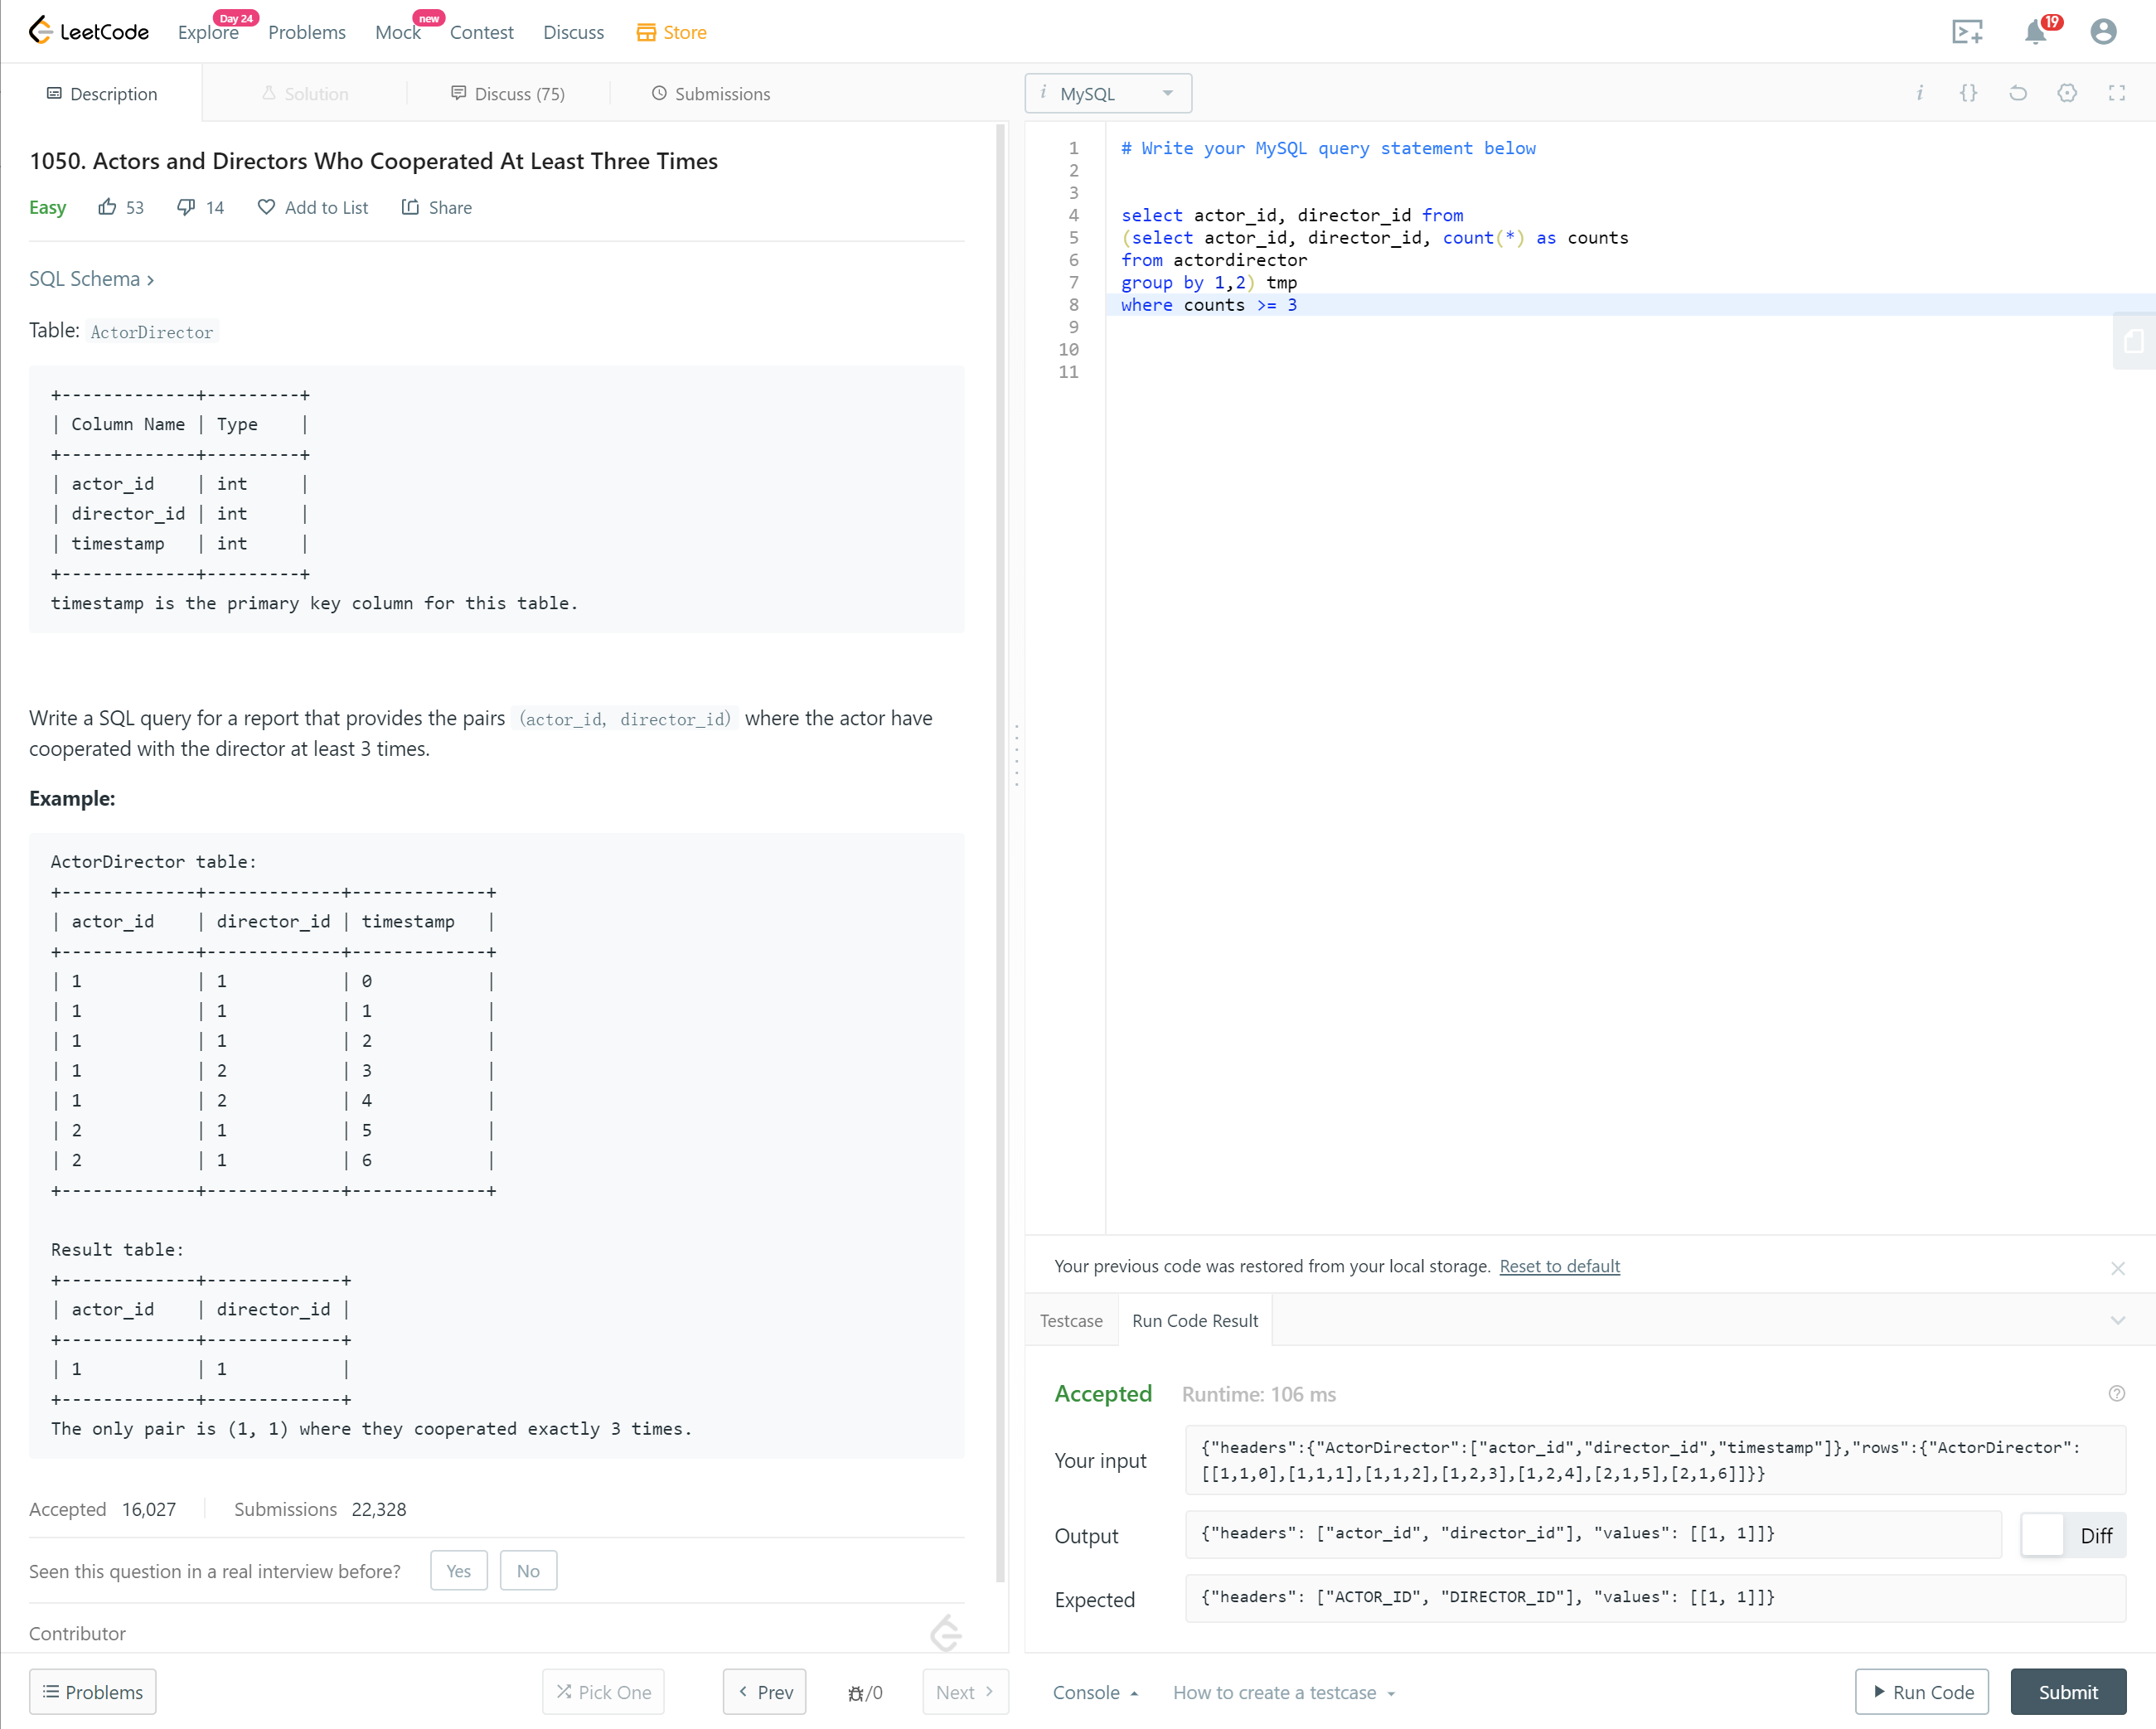 LeetCode Explore Day 24 Problems Mock new Contest Discuss Store 19
Description Solution Discuss (75) Submissions
1050. Actors and Directors Who Cooperated At Least Three Times
Easy 53 14 Add to List Share
SQL Schema >
Table: ActorDirector
+-------------+---------+
| Column Name | Type    |
+-------------+---------+
| actor_id    | int     |
| director_id | int     |
| timestamp   | int     |
+-------------+---------+
timestamp is the primary key column for this table.
Write a SQL query for a report that provides the pairs (actor_id, director_id) where the actor have
cooperated with the director at least 3 times.
Example:
ActorDirector table:
+-------------+-------------+-------------+
| actor_id    | director_id | timestamp   |
+-------------+-------------+-------------+
| 1           | 1           | 0           |
| 1           | 1           | 1           |
| 1           | 1           | 2           |
| 1           | 2           | 3           |
| 1           | 2           | 4           |
| 2           | 1           | 5           |
| 2           | 1           | 6           |
+-------------+-------------+-------------+
Result table:
+-------------+-------------+
| actor_id    | director_id |
+-------------+-------------+
| 1           | 1           |
+-------------+-------------+
The only pair is (1, 1) where they cooperated exactly 3 times.
Accepted 16,027 Submissions 22,328
Seen this question in a real interview before? Yes No
Contributor
Problems Pick One < Prev /0 Next >
i MySQL i {}
1 # Write your MySQL query statement below
2
3
4 select actor_id, director_id from
5 (select actor_id, director_id, count(*) as counts
6 from actordirector
7 group by 1,2) tmp
8 where counts >= 3
9
10
11
Your previous code was restored from your local storage. Reset to default
Testcase Run Code Result
Accepted Runtime: 106 ms
Your input
{"headers":{"ActorDirector":["actor_id","director_id","timestamp"]},"rows":{"ActorDirector":
[[1,1,0],[1,1,1],[1,1,2],[1,2,3],[1,2,4],[2,1,5],[2,1,6]]}}
Output {"headers": ["actor_id", "director_id"], "values": [[1, 1]]} Diff
Expected {"headers": ["ACTOR_ID", "DIRECTOR_ID"], "values": [[1, 1]]}
Console How to create a testcase Run Code Submit